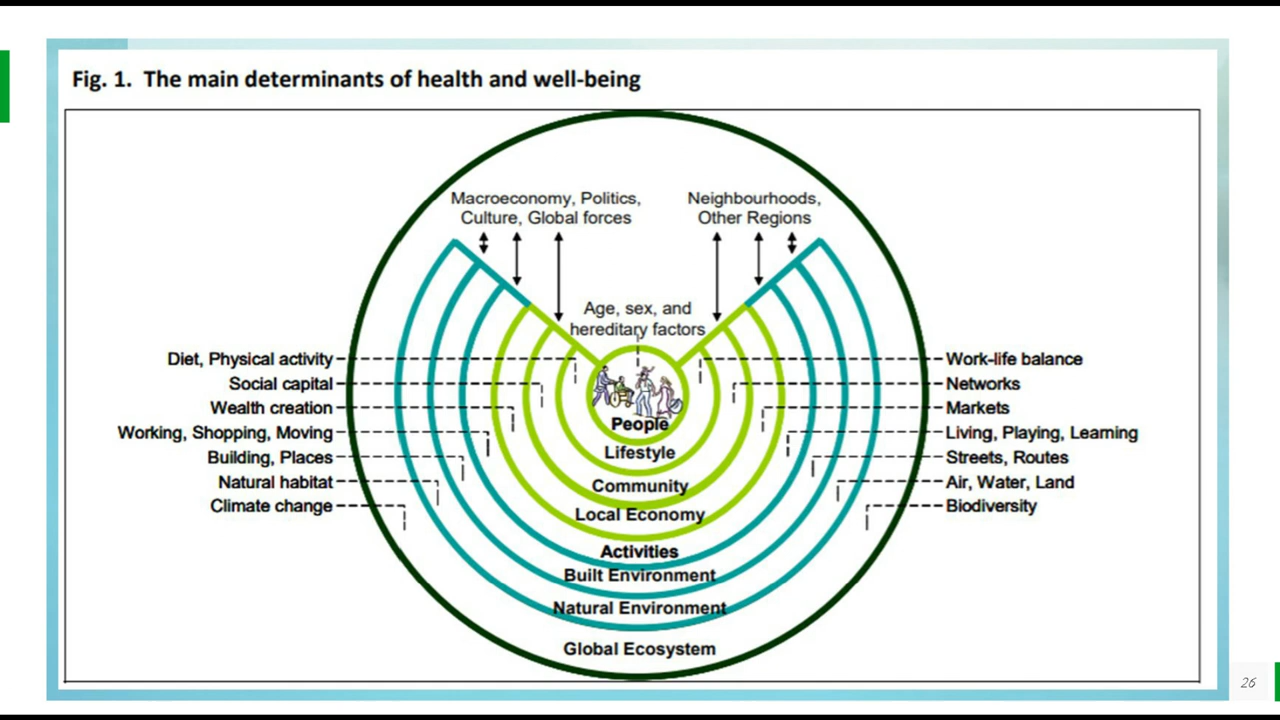 Fig. 1. The main determinants of health and well-being
Macroeconomy, Politics,
Culture, Global forces
Neighbourhoods,
Other Regions
Age, sex, and
hereditary factors
Diet, Physical activity
Social capital
Wealth creation
Working, Shopping, Moving
Building, Places
Natural habitat
Climate change
Work-life balance
Networks
Markets
Living, Playing, Learning
Streets, Routes
Air, Water, Land
Biodiversity
People
Lifestyle
Community
Local Economy
Activities
Built Environment
Natural Environment
Global Ecosystem
26